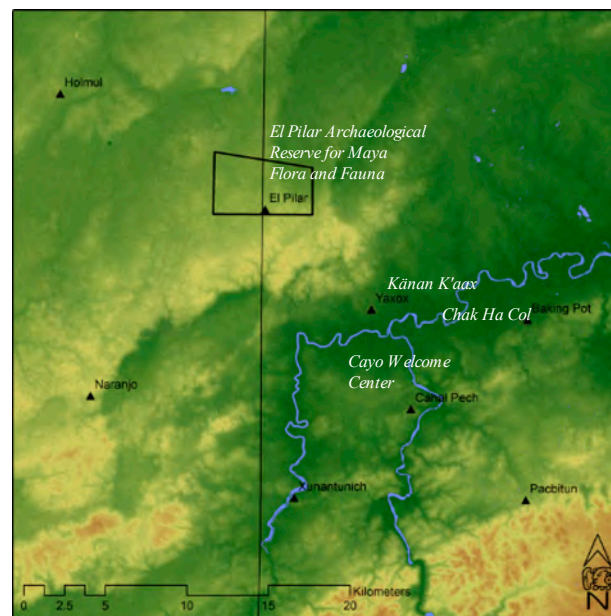 Holmul
El Pilar Archaeological
Reserve for Maya
Flora and Fauna
El Pilar
Känan K'aax
Yaxox
Chak Ha Col
Baking Pot
Cayo Welcome
Center
Naranjo
Canal Pech
Xunantunich
Pacbitun
Kilometers
0 2.5 5 10 15 20
N